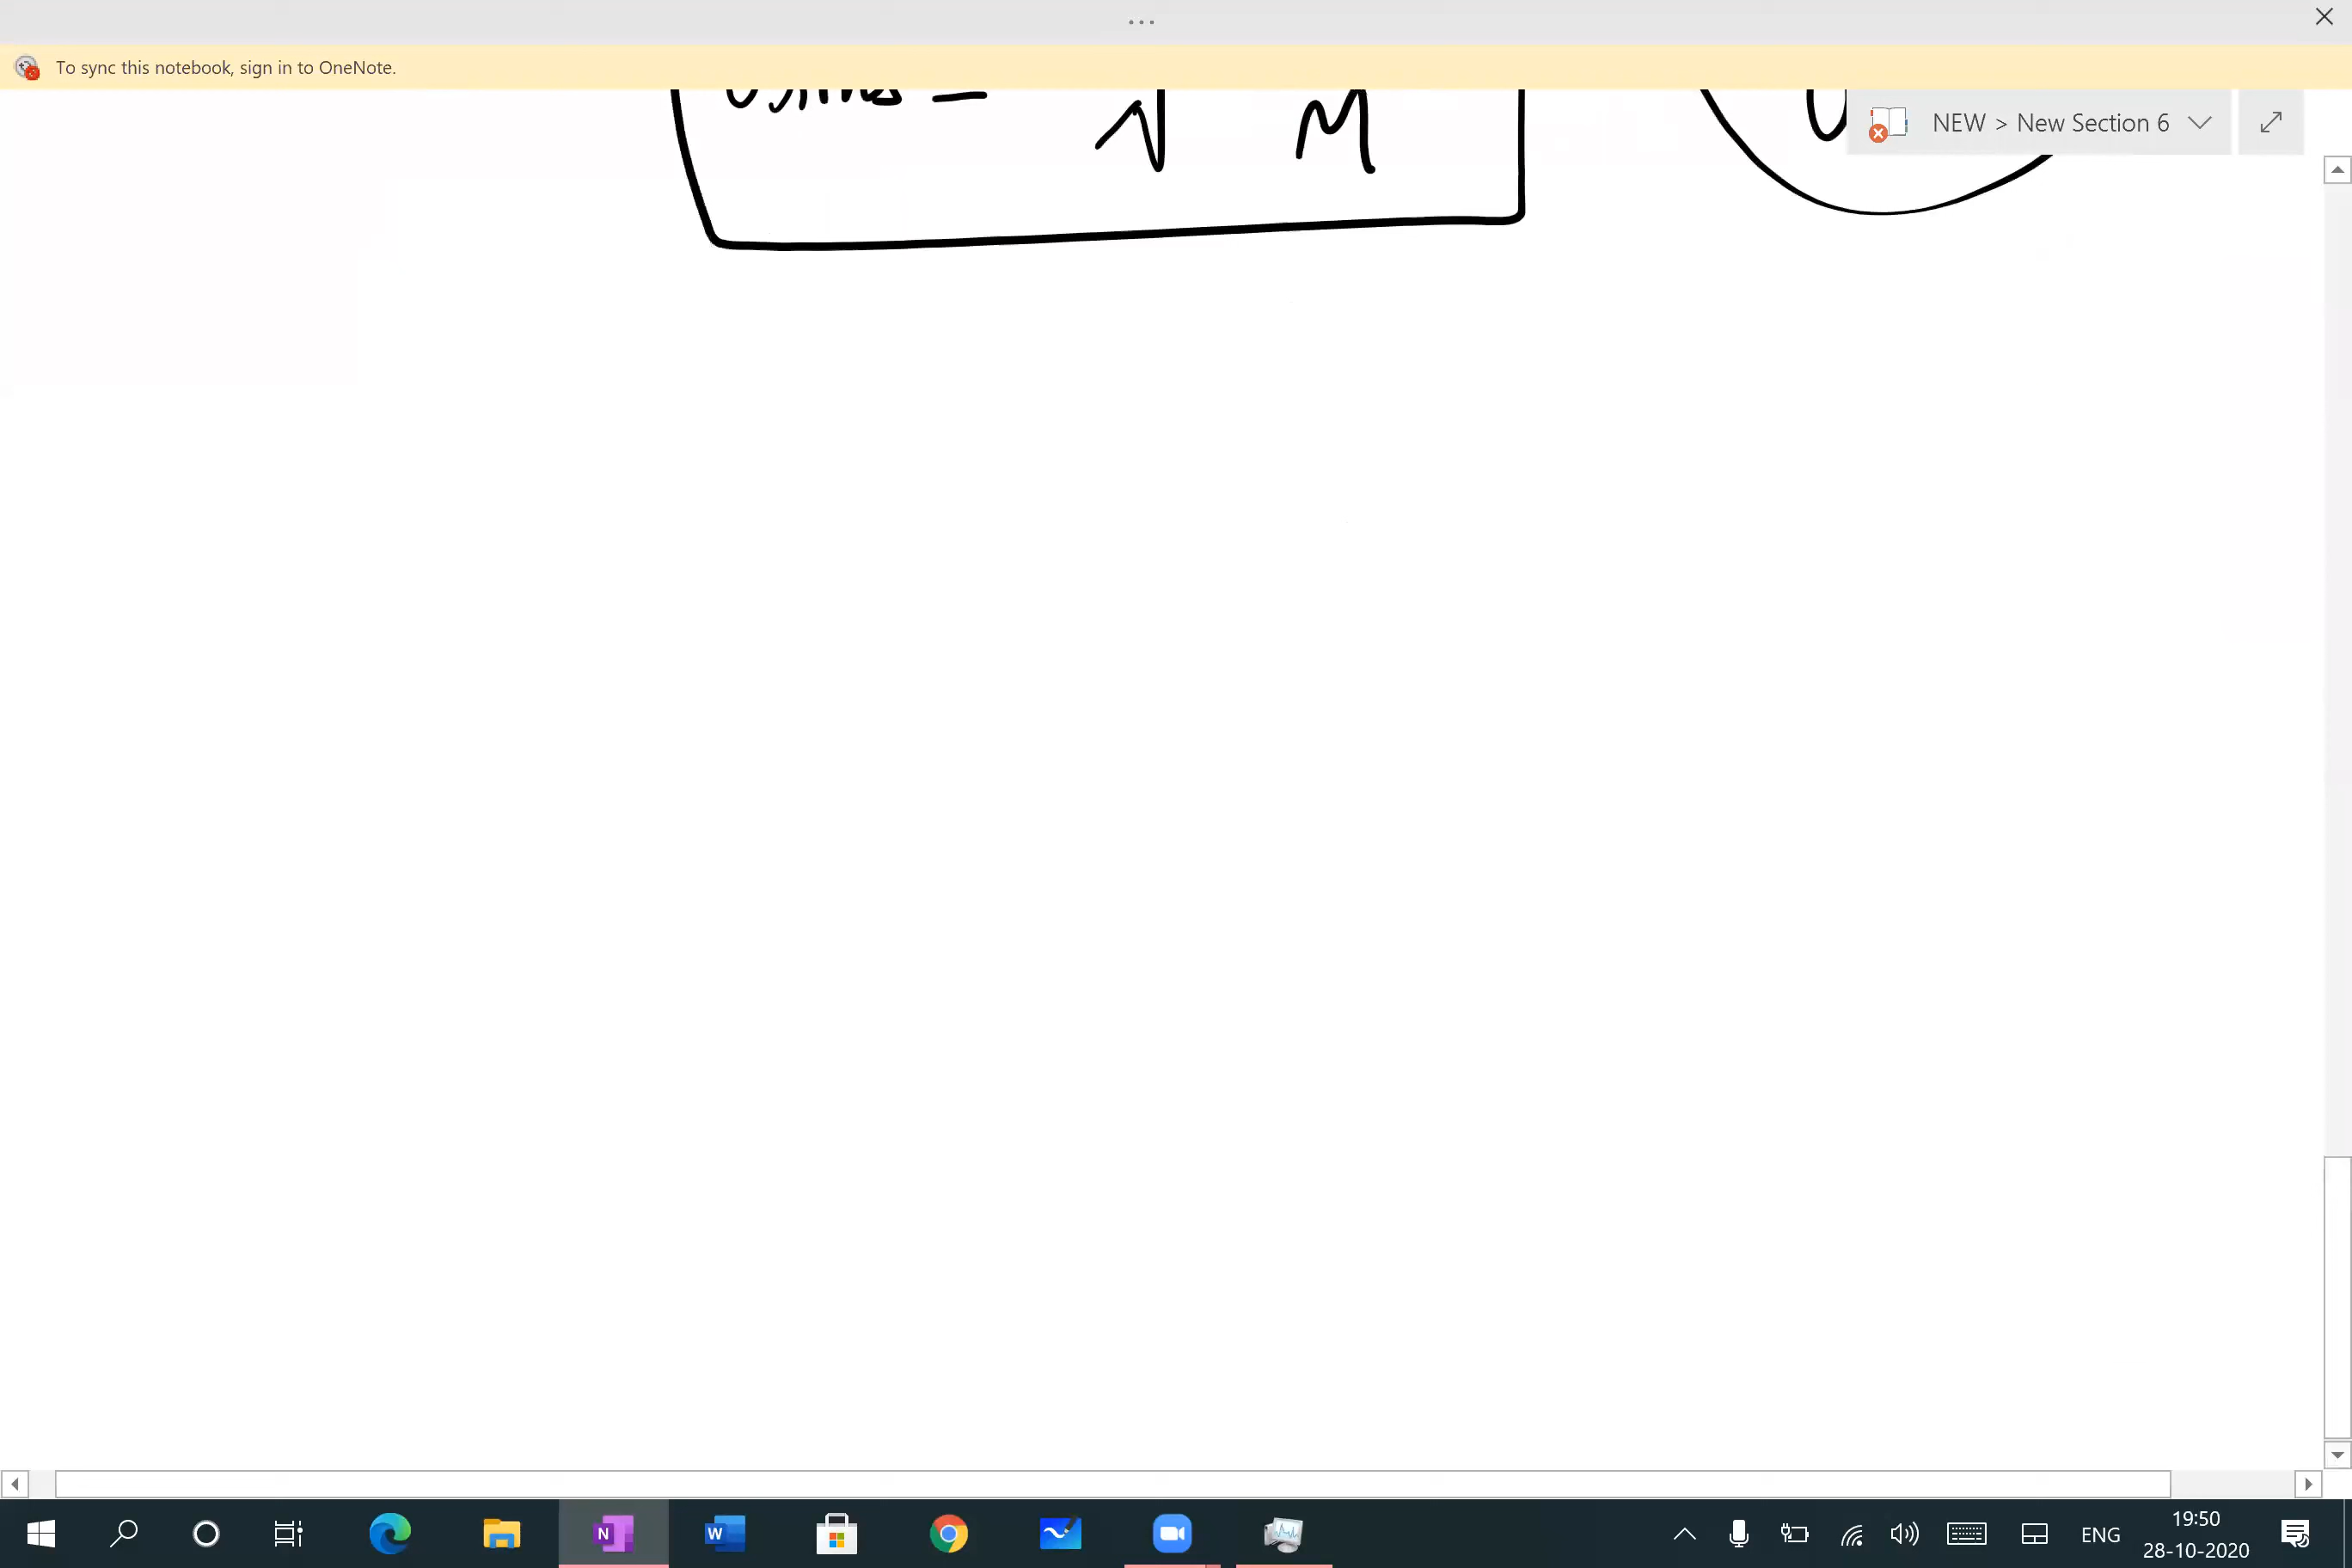 To sync this notebook, sign in to OneNote.
=
M
NEW > New Section 6
ENG
19:50
28-10-2020